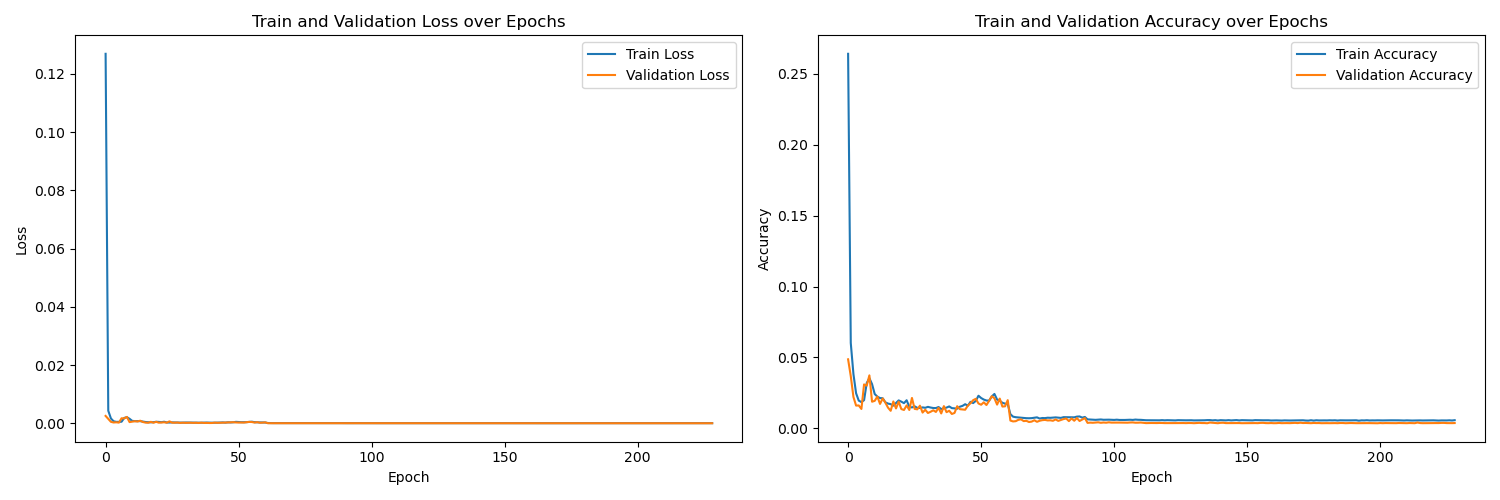 Train and Validation Loss over Epochs
Train Loss
Validation Loss
0.12
0.10
0.08
0.06
0.04
0.02
0.00
Loss
0
50
100
150
200
Epoch
Train and Validation Accuracy over Epochs
Train Accuracy
Validation Accuracy
0.25
0.20
0.15
0.10
0.05
0.00
Accuracy
0
50
100
150
200
Epoch